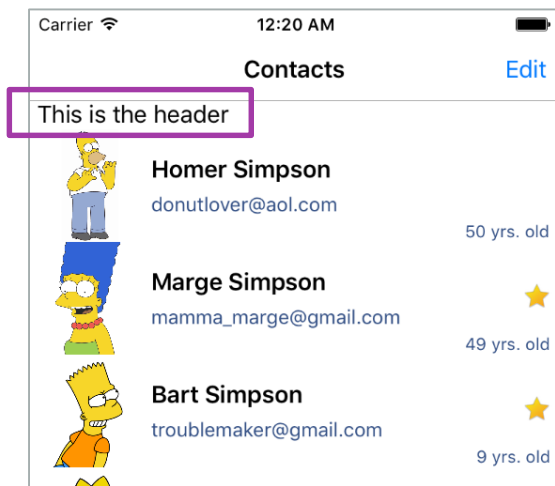 Carrier 12:20 AM
Contacts Edit
This is the header
Homer Simpson
donutlover@aol.com
50 yrs. old
Marge Simpson
mamma_marge@gmail.com
49 yrs. old
Bart Simpson
troublemaker@gmail.com
9 yrs. old